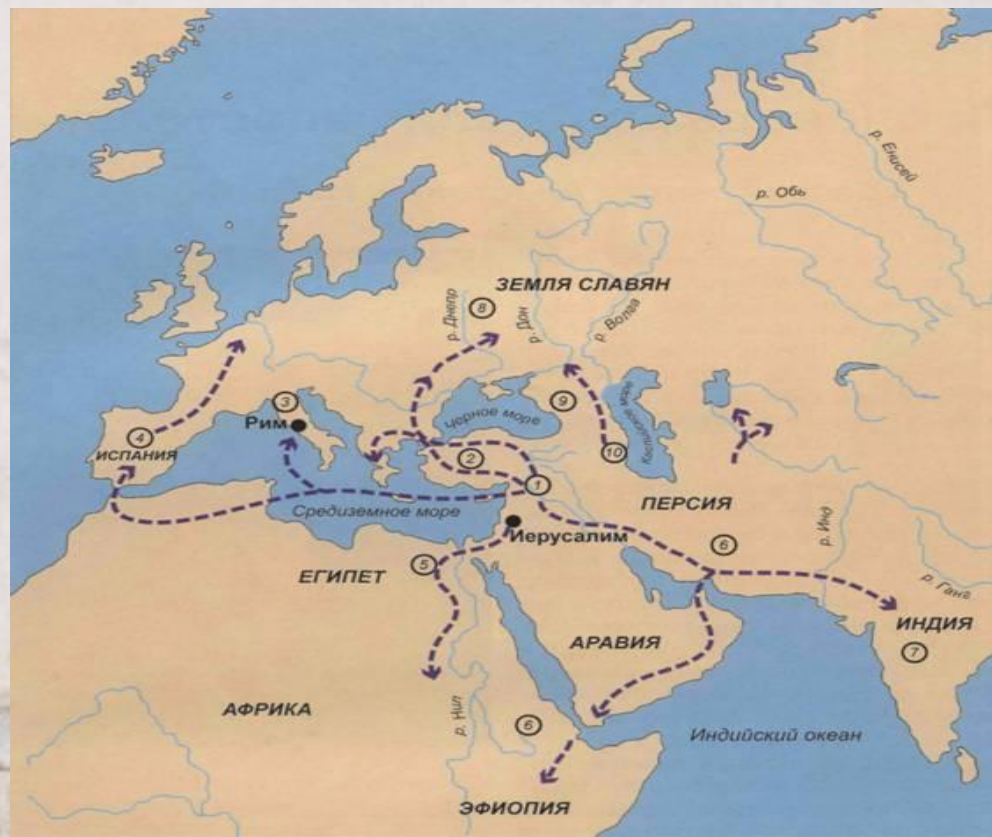 р. Енисей
р. Обь
ЗЕМЛЯ СЛАВЯН
р. Днепр
8
р. Дон
р. Волга
3
Рим
4
ИСПАНИЯ
Черное море
9
Каспийское море
2
10
1
ПЕРСИЯ
Средиземное море
Иерусалим
6
р. Инд
5
ЕГИПЕТ
р. Ганг
ИНДИЯ
7
АРАВИЯ
АФРИКА
р. Нил
6
Индийский океан
ЭФИОПИЯ